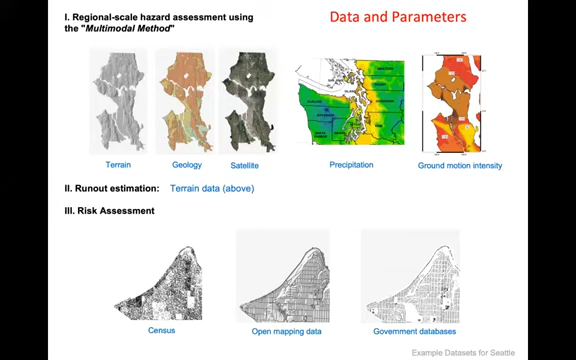 I. Regional-scale hazard assessment using
the "Multimodal Method"
Data and Parameters
Terrain
Geology
Satellite
Precipitation
Ground motion intensity
II. Runout estimation: Terrain data (above)
III. Risk Assessment
Census
Open mapping data
Government databases
Example Datasets for Seattle